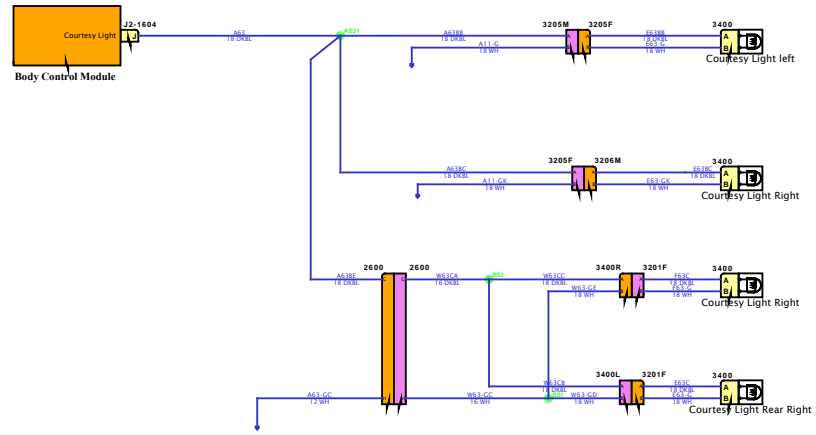 J2-1604
Courtesy Light
J
Body Control Module
A63
18 DKBL
AS21
A63BB
18 DKBL
A11-G
18 WH
3205M
3205F
A
A
E63BB
18 DKBL
E63-G
18 WH
3400
A
B
Courtesy Light left
A63BC
18 DKBL
A11-GK
18 WH
3205F
3206M
E63BC
18 DKBL
E63-GK
18 WH
3400
A
B
Courtesy Light Right
A63BE
18 DKBL
2600
2600
C
C
W63CA
16 DKBL
BS2
W63CC
18 DKBL
W63-GE
18 WH
3400R
3201F
F63C
18 DKBL
F63-G
18 WH
3400
A
B
Courtesy Light Right
A63-GC
12 WH
W63-GC
16 WH
W63CB
18 DKBL
BS1
W63-GD
18 WH
3400L
3201F
A
A
E63C
18 DKBL
E63-G
18 WH
3400
A
B
Courtesy Light Rear Right